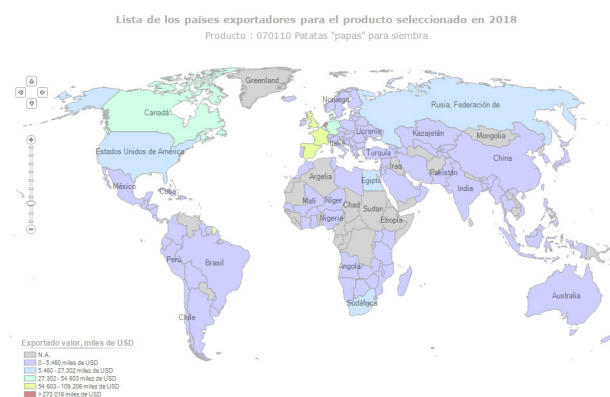 Lista de los países exportadores para el producto seleccionado en 2018
Producto : 070110 Patatas "papas" para siembra
Greenland
Noruega
Canadá
Rusia, Federación de
Ucrania
Kazajstán
Mongolia
Italia
Estados Unidos de América
Turquía
China
Iraq
Pakistán
Argelia
Egipto
India
México
Cuba
Malí
Níger
Chad
Sudan
Nigeria
Etiopía
Perú
Brasil
Angola
Australia
Sudáfrica
Chile
Exportado valor, miles de USD
N.A.
0 - 5.460 miles de USD
5.460 - 27.302 miles de USD
27.302 - 54.603 miles de USD
54.603 - 109.206 miles de USD
> 273.016 miles de USD